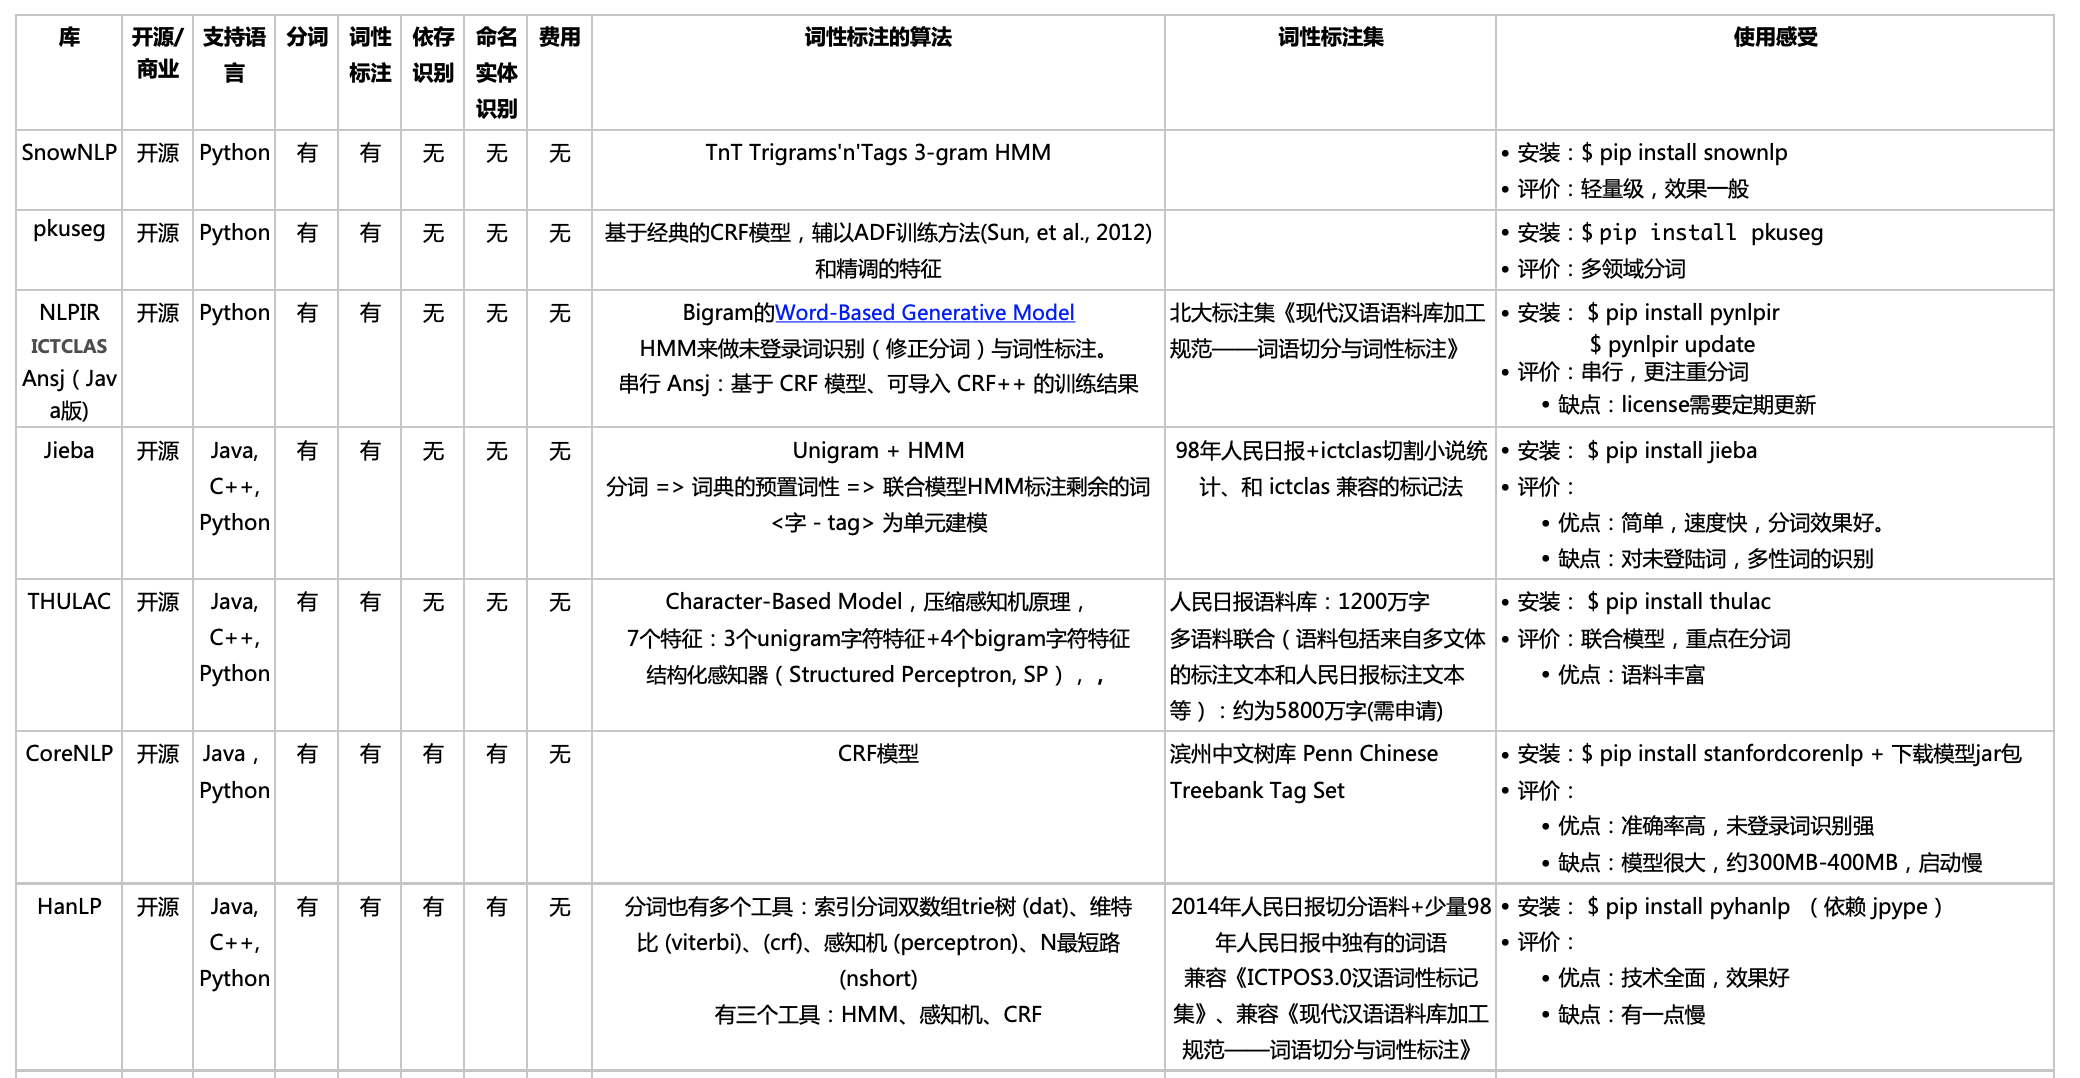 库
开源/
商业
支持语
言
分词
词性
标注
依存
识别
命名
实体
识别
费用
词性标注的算法
词性标注集
使用感受
SnowNLP
开源
Python
有
有
无
无
无
TnT Trigrams'n'Tags 3-gram HMM
• 安装：$ pip install snownlp
• 评价：轻量级，效果一般
pkuseg
开源
Python
有
有
无
无
无
基于经典的CRF模型，辅以ADF训练方法(Sun, et al., 2012)
和精调的特征
• 安装：$ pip install pkuseg
• 评价：多领域分词
NLPIR
ICTCLAS
Ansj（Jav
a版)
开源
Python
有
有
无
无
无
Bigram的Word-Based Generative Model
HMM来做未登录词识别（修正分词）与词性标注。
串行 Ansj：基于 CRF 模型、可导入 CRF++ 的训练结果
北大标注集《现代汉语语料库加工
规范——词语切分与词性标注》
• 安装： $ pip install pynlpir
$ pynlpir update
• 评价：串行，更注重分词
• 缺点：license需要定期更新
Jieba
开源
Java,
C++,
Python
有
有
无
无
无
Unigram + HMM
分词 => 词典的预置词性 => 联合模型HMM标注剩余的词
<字 - tag> 为单元建模
98年人民日报+ictclas切割小说统
计、和 ictclas 兼容的标记法
• 安装： $ pip install jieba
• 评价：
• 优点：简单，速度快，分词效果好。
• 缺点：对未登陆词，多性词的识别
THULAC
开源
Java,
C++,
Python
有
有
无
无
无
Character-Based Model，压缩感知机原理，
7个特征：3个unigram字符特征+4个bigram字符特征
结构化感知器（Structured Perceptron, SP），,
人民日报语料库：1200万字
多语料联合（语料包括来自多文体
的标注文本和人民日报标注文本
等）：约为5800万字(需申请)
• 安装： $ pip install thulac
• 评价：联合模型，重点在分词
• 优点：语料丰富
CoreNLP
开源
Java，
Python
有
有
有
有
无
CRF模型
滨州中文树库 Penn Chinese
Treebank Tag Set
• 安装：$ pip install stanfordcorenlp + 下载模型jar包
• 评价：
• 优点：准确率高，未登录词识别强
• 缺点：模型很大，约300MB-400MB，启动慢
HanLP
开源
Java,
C++,
Python
有
有
有
有
无
分词也有多个工具：索引分词双数组trie树 (dat)、维特
比 (viterbi)、(crf)、感知机 (perceptron)、N最短路
(nshort)
有三个工具：HMM、感知机、CRF
2014年人民日报切分语料+少量98
年人民日报中独有的词语
兼容《ICTPOS3.0汉语词性标记
集》、兼容《现代汉语语料库加工
规范——词语切分与词性标注》
• 安装： $ pip install pyhanlp （依赖 jpype）
• 评价：
• 优点：技术全面，效果好
• 缺点：有一点慢